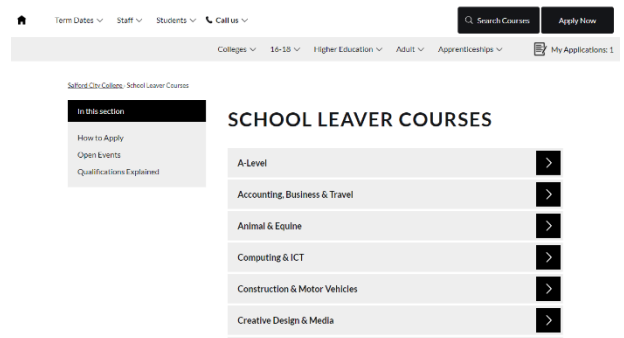 Term Dates Staff Students Call us Search Courses Apply Now
Colleges 16-18 Higher Education Adult Apprenticeships My Applications: 1
Salford City College › School Leaver Courses
In this section
How to Apply
Open Events
Qualifications Explained
SCHOOL LEAVER COURSES
A-Level
Accounting, Business & Travel
Animal & Equine
Computing & ICT
Construction & Motor Vehicles
Creative Design & Media